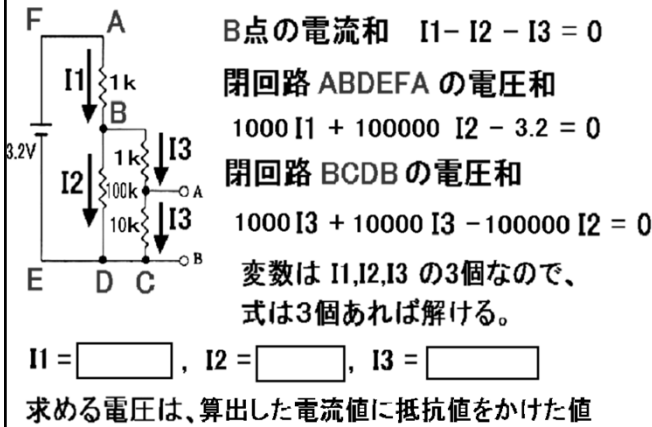 F A
B点の電流和 I1- I2 - I3 = 0
I1 1k
閉回路 ABDEFA の電圧和
B
1000 I1 + 100000 I2 - 3.2 = 0
3.2V
1k I3
閉回路 BCDB の電圧和
I2 100k A
10k I3
1000 I3 + 10000 I3 -100000 I2 = 0
B
E D C
変数は I1,I2,I3 の3個なので、
式は3個あれば解ける。
I1 = , I2 = , I3 =
求める電圧は、算出した電流値に抵抗値をかけた値